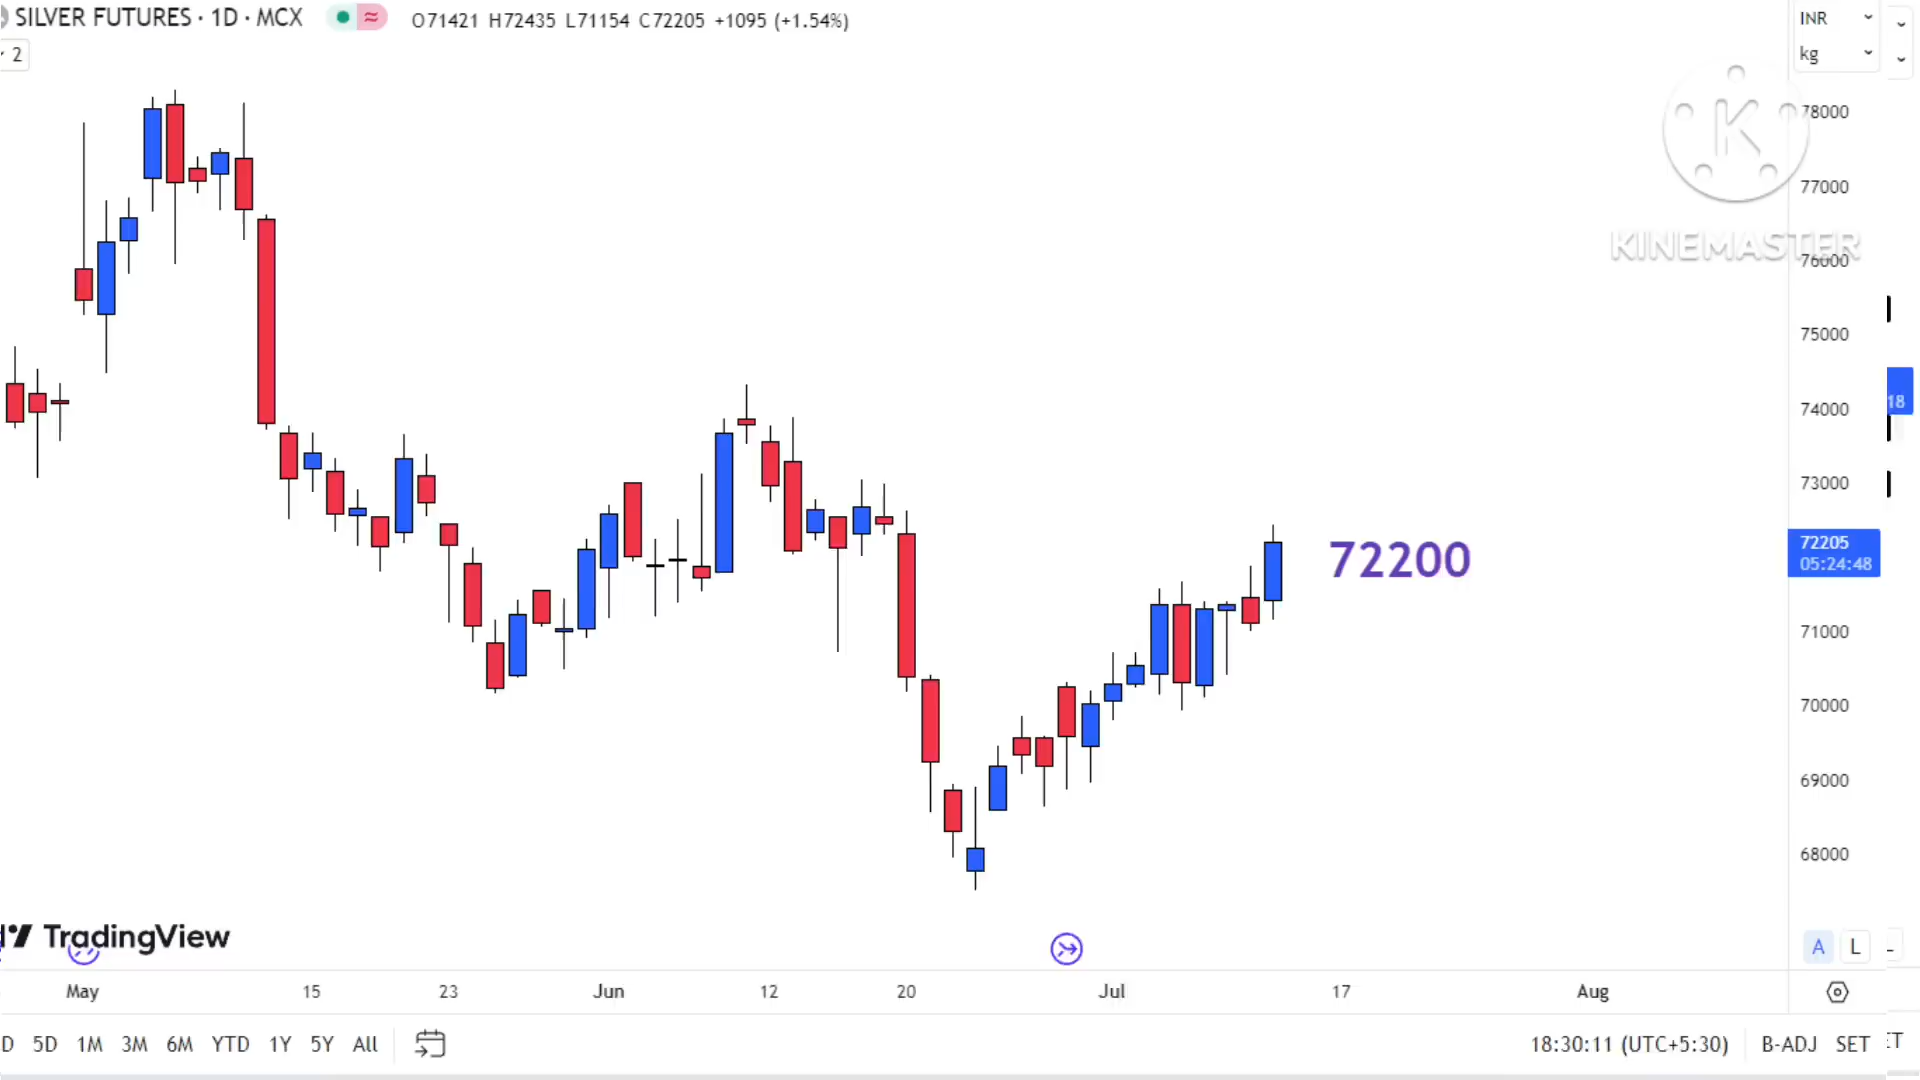 SILVER FUTURES · 1D · MCX
≈
O71421 H72435 L71154 C72205 +1095 (+1.54%)
INR
kg
2
78000
77000
76000
75000
74000
73000
72205
05:24:48
71000
70000
69000
68000
18
K
KINEMASTER
72200
TradingView
A
L
May
15
23
Jun
12
20
Jul
17
Aug
D 5D 1M 3M 6M YTD 1Y 5Y All
18:30:11 (UTC+5:30)
B-ADJ
SET